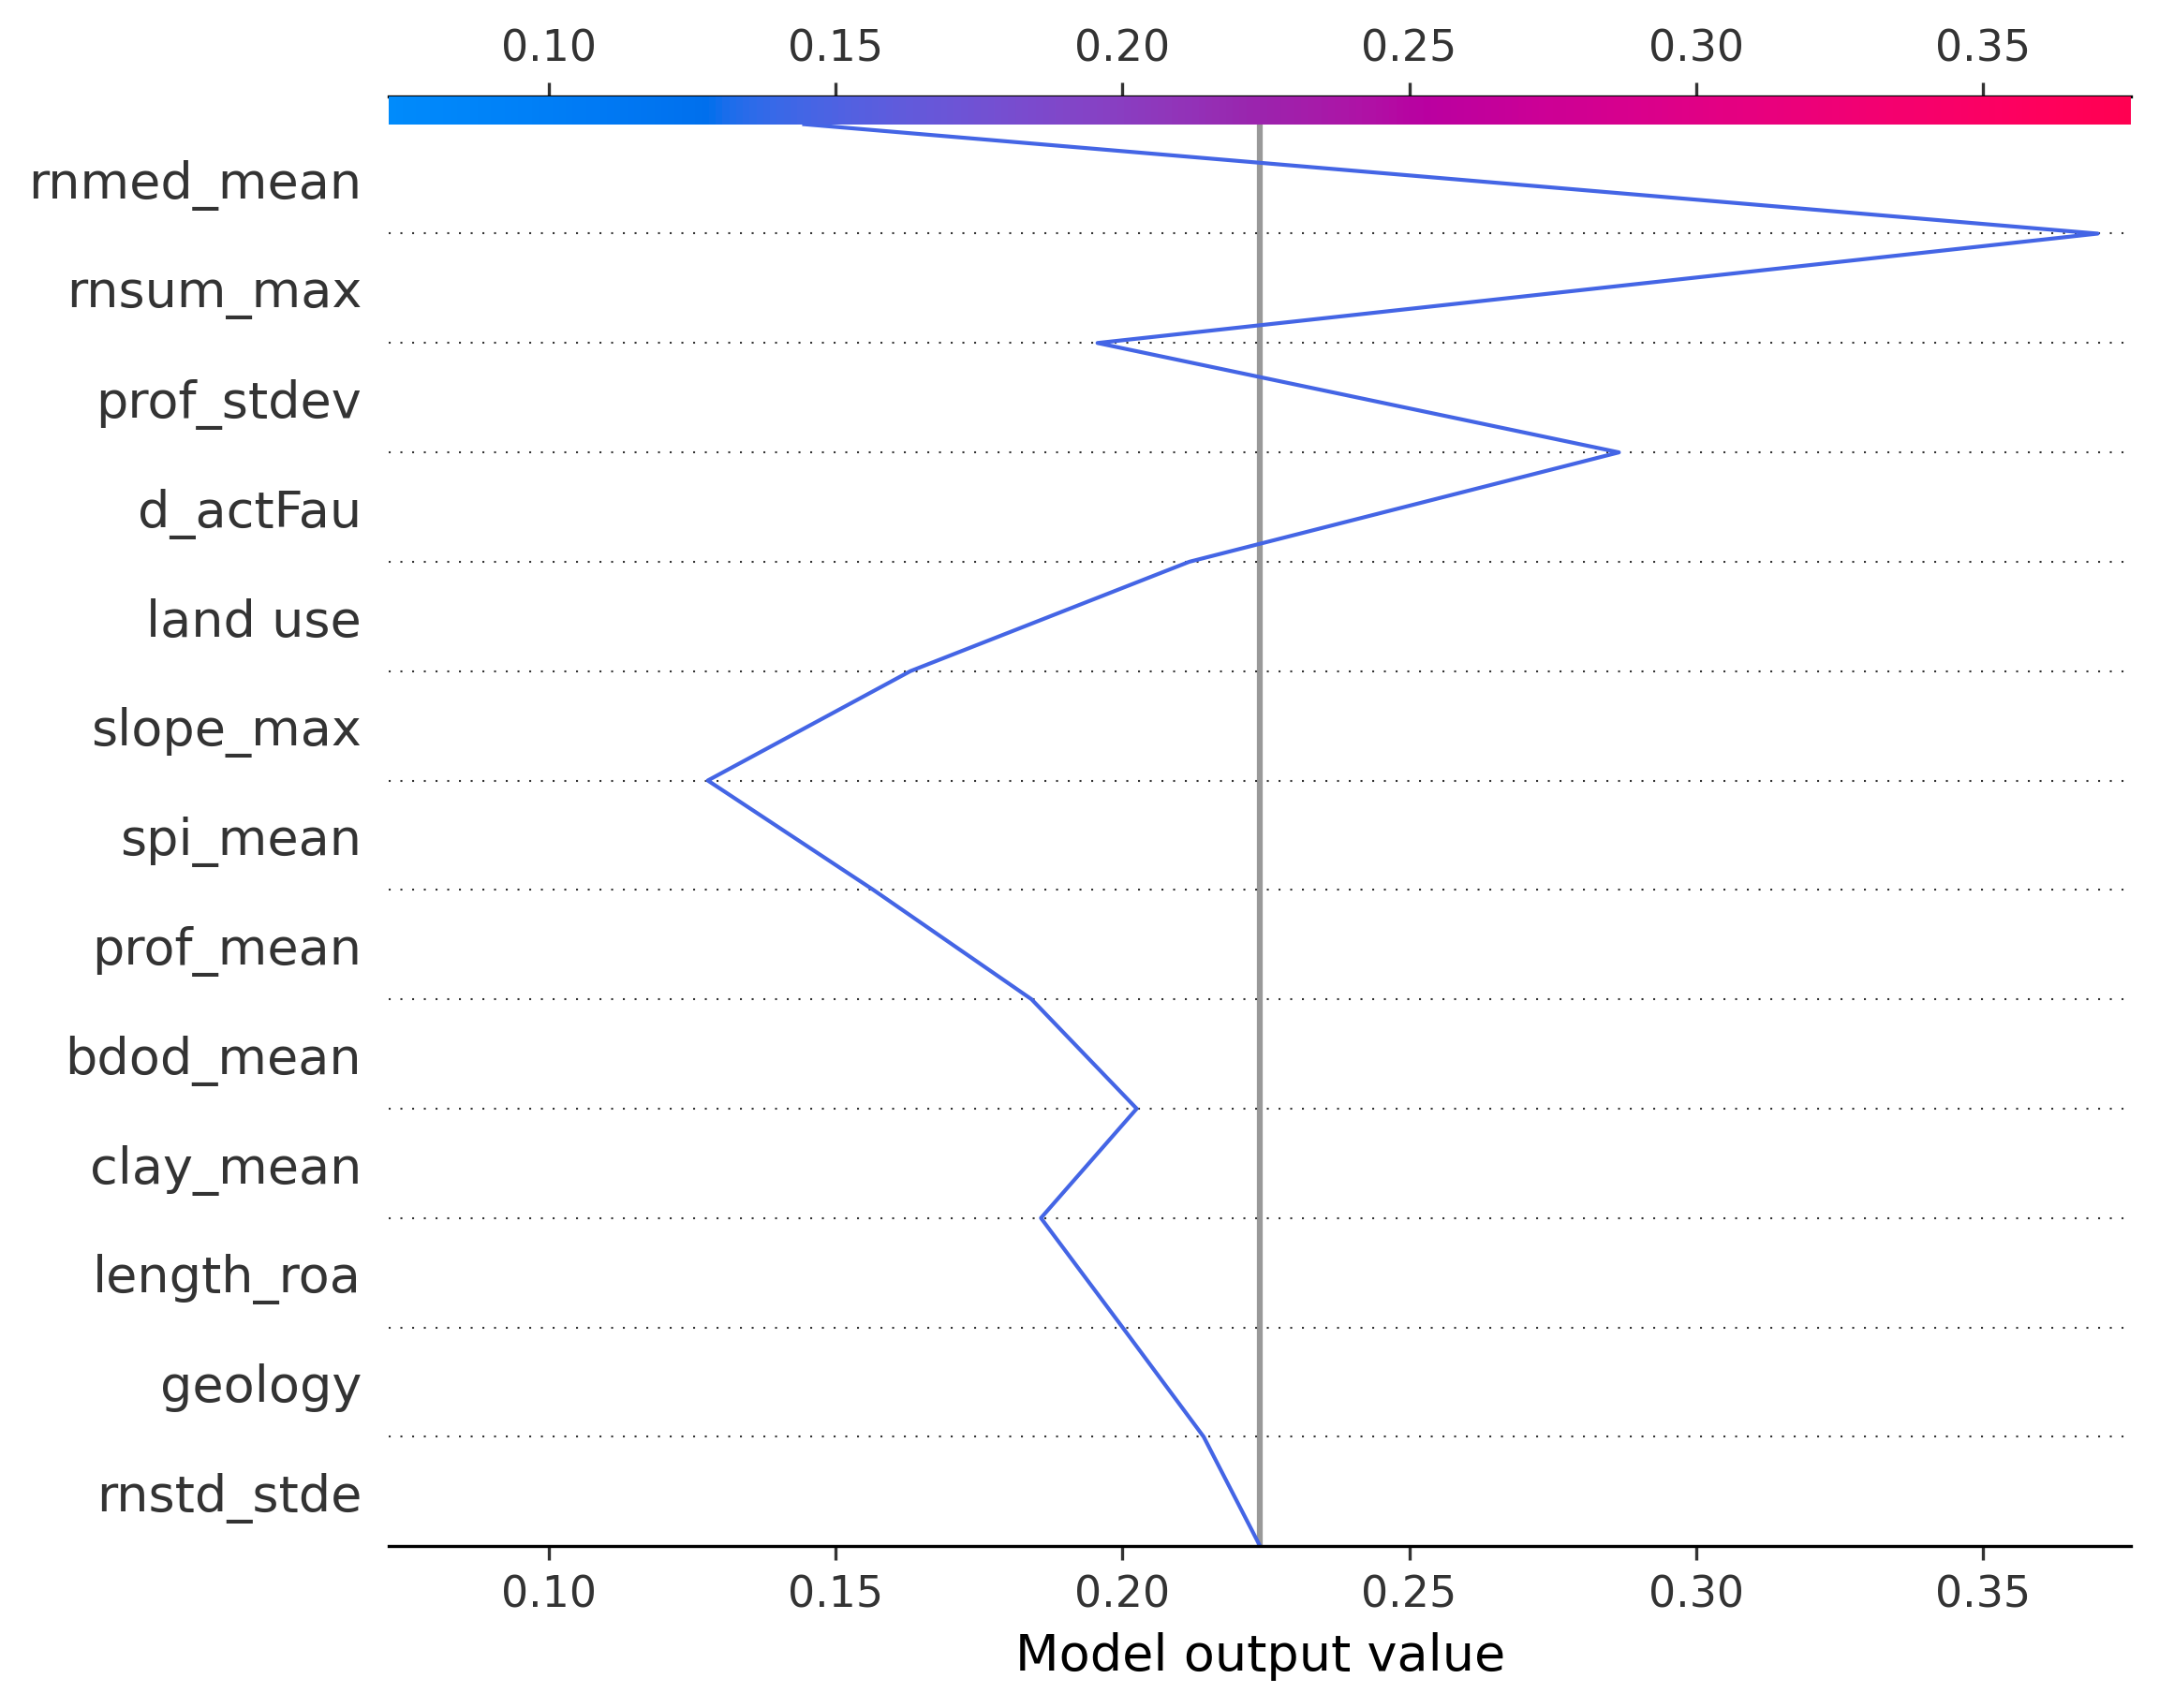 0.10 0.15 0.20 0.25 0.30 0.35
rnmed_mean
rnsum_max
prof_stdev
d_actFau
land use
slope_max
spi_mean
prof_mean
bdod_mean
clay_mean
length_roa
geology
rnstd_stde
0.10 0.15 0.20 0.25 0.30 0.35
Model output value